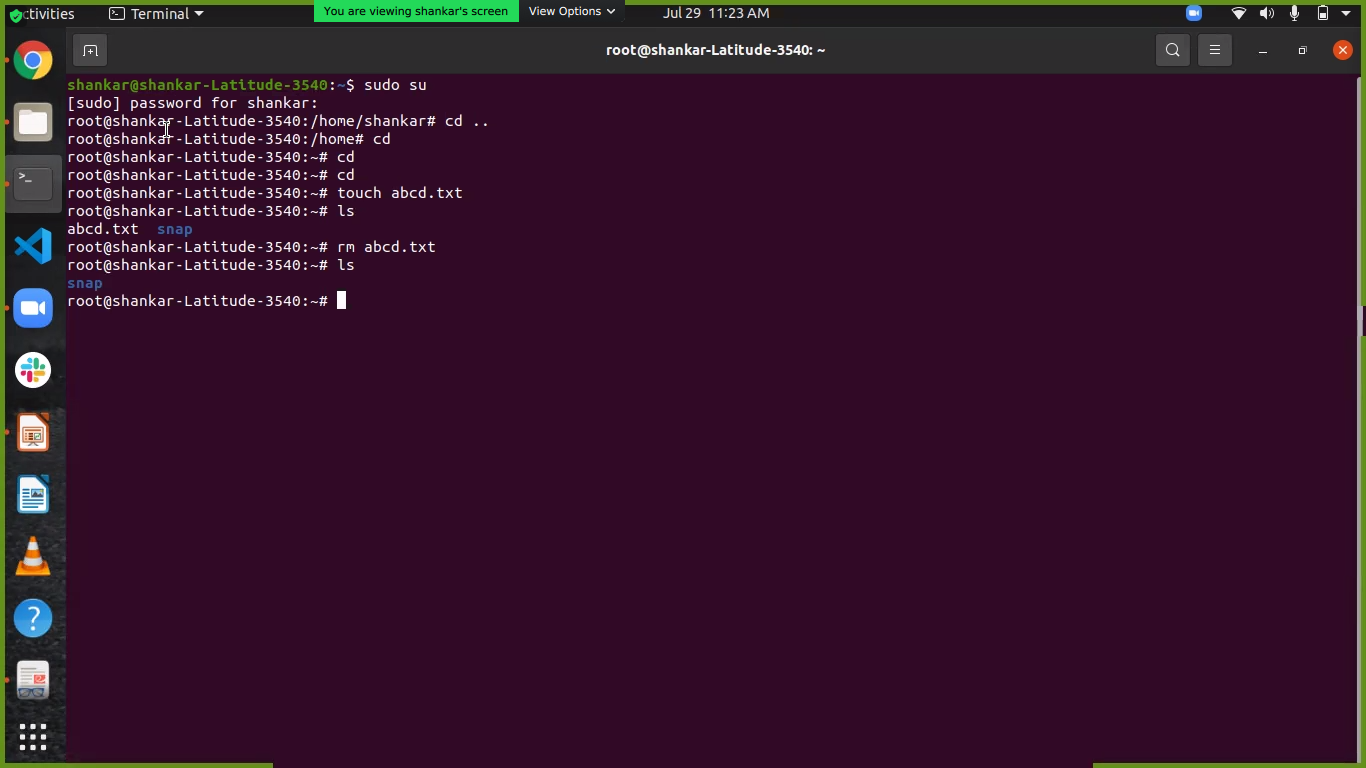 ctivities
Terminal
You are viewing shankar's screen
View Options
Jul 29 11:23 AM
root@shankar-Latitude-3540: ~
shankar@shankar-Latitude-3540:~$ sudo su
[sudo] password for shankar:
root@shankar-Latitude-3540:/home/shankar# cd ..
root@shankar-Latitude-3540:/home# cd
root@shankar-Latitude-3540:~# cd
root@shankar-Latitude-3540:~# cd
root@shankar-Latitude-3540:~# touch abcd.txt
root@shankar-Latitude-3540:~# ls
abcd.txt  snap
root@shankar-Latitude-3540:~# rm abcd.txt
root@shankar-Latitude-3540:~# ls
snap
root@shankar-Latitude-3540:~#